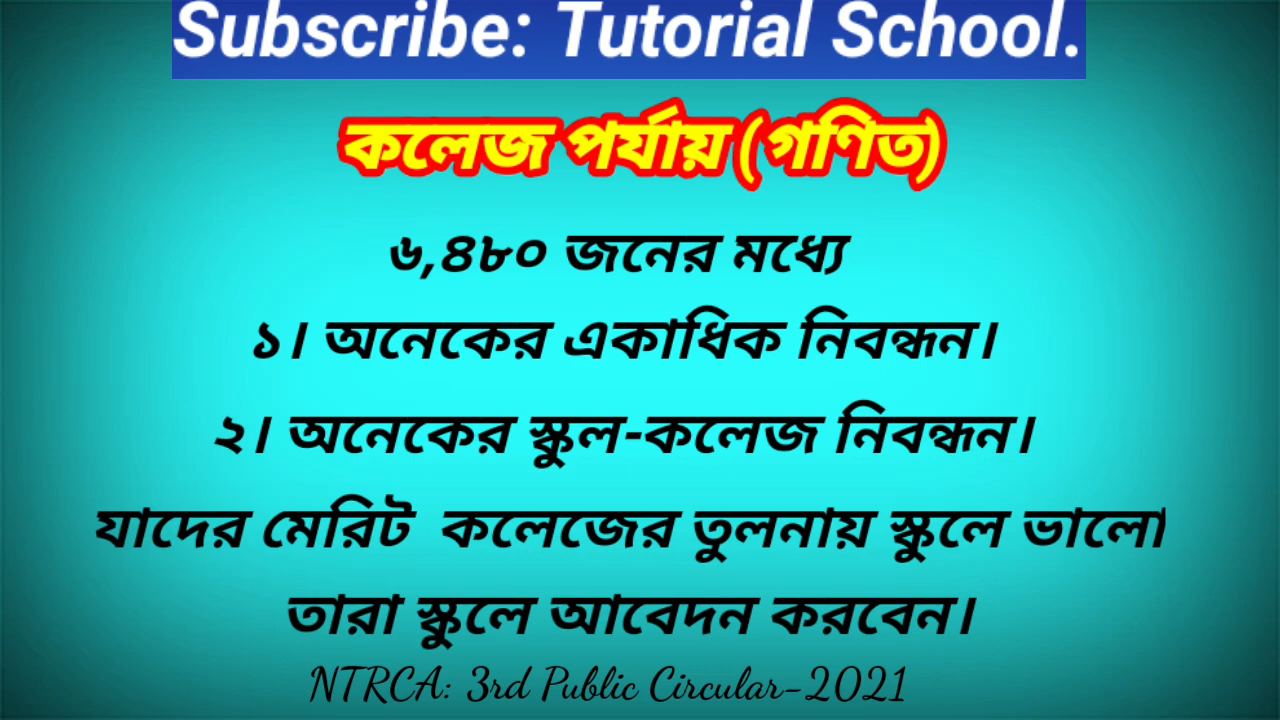 Subscribe: Tutorial School.
কলেজ পর্যায় (গণিত)
৬,৪৮০ জনের মধ্যে
১। অনেকের একাধিক নিবন্ধন।
২। অনেকের স্কুল-কলেজ নিবন্ধন।
যাদের মেরিট কলেজের তুলনায় স্কুলে ভালো
তারা স্কুলে আবেদন করবেন।
NTRCA: 3rd Public Circular-2021